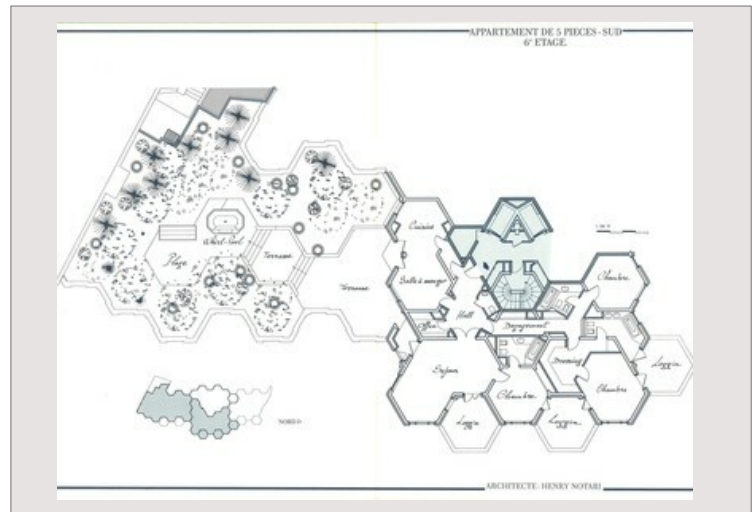 APPARTEMENT DE 5 PIECES - SUD
6e ETAGE.
Cuisine
Whirl-Pool
Plage
Terrasse
Terrasse
Salle à manger
Hall
Office
Dégagement
Chambre
Séjour
Dressing
Loggia
Chambre
Chambre
Loggia
Loggia
NORD
ARCHITECTE - HENRY NOTARI